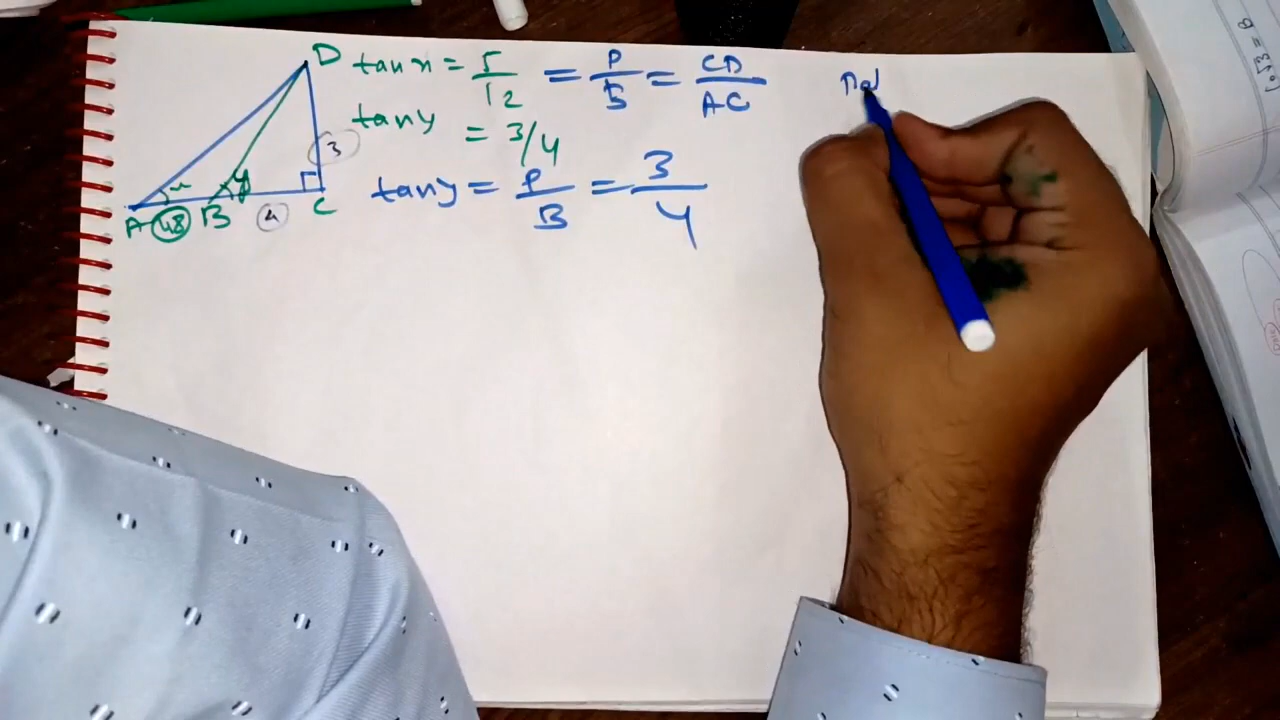 D tan x = 5/12 = P/B = CD/AC
tan y = 3/4
3
tan y = P/B = 3/4
x y
A 48 B 4 C